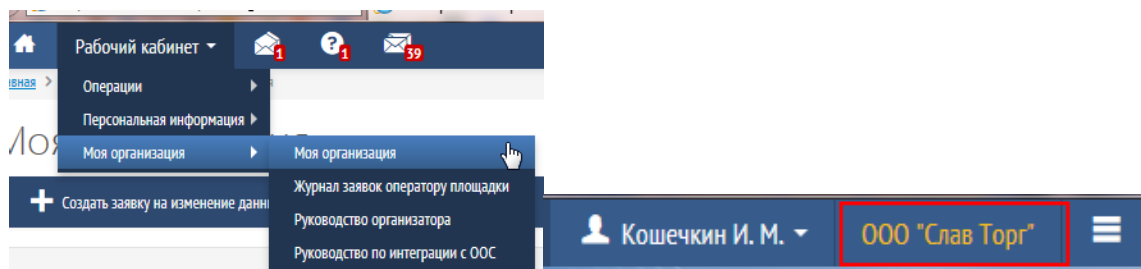 Рабочий кабинет 1 1 39
вная >
Операции
Персональная информация
Моя организация
Моя организация
Журнал заявок оператору площадки
Создать заявку на изменение данн
Руководство организатора
Руководство по интеграции с ООС
Кошечкин И. М. ООО "Слав Торг"